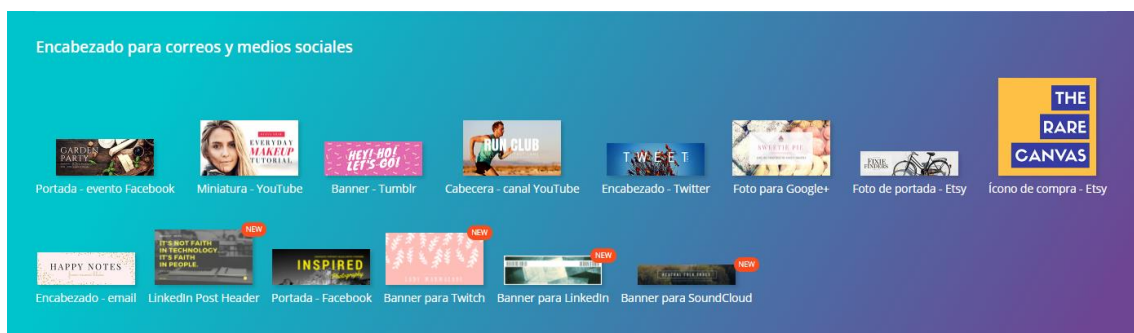 Encabezado para correos y medios sociales
GARDEN
PARTY
EVERYDAY
MAKEUP
TUTORIAL
HEY! HO!
LET'S GO!
RUN CLUB
TWEET
SWEETIE PIE
FIXIE
FINDERS
THE
RARE
CANVAS
Portada - evento Facebook
Miniatura - YouTube
Banner - Tumblr
Cabecera - canal YouTube
Encabezado - Twitter
Foto para Google+
Foto de portada - Etsy
Ícono de compra - Etsy
HAPPY NOTES
NEW
IT'S NOT FAITH
IN TECHNOLOGY.
IT'S FAITH
IN PEOPLE.
INSPIRED
Photography
NEW
NEW
NEW
Encabezado - email
LinkedIn Post Header
Portada - Facebook
Banner para Twitch
Banner para LinkedIn
Banner para SoundCloud